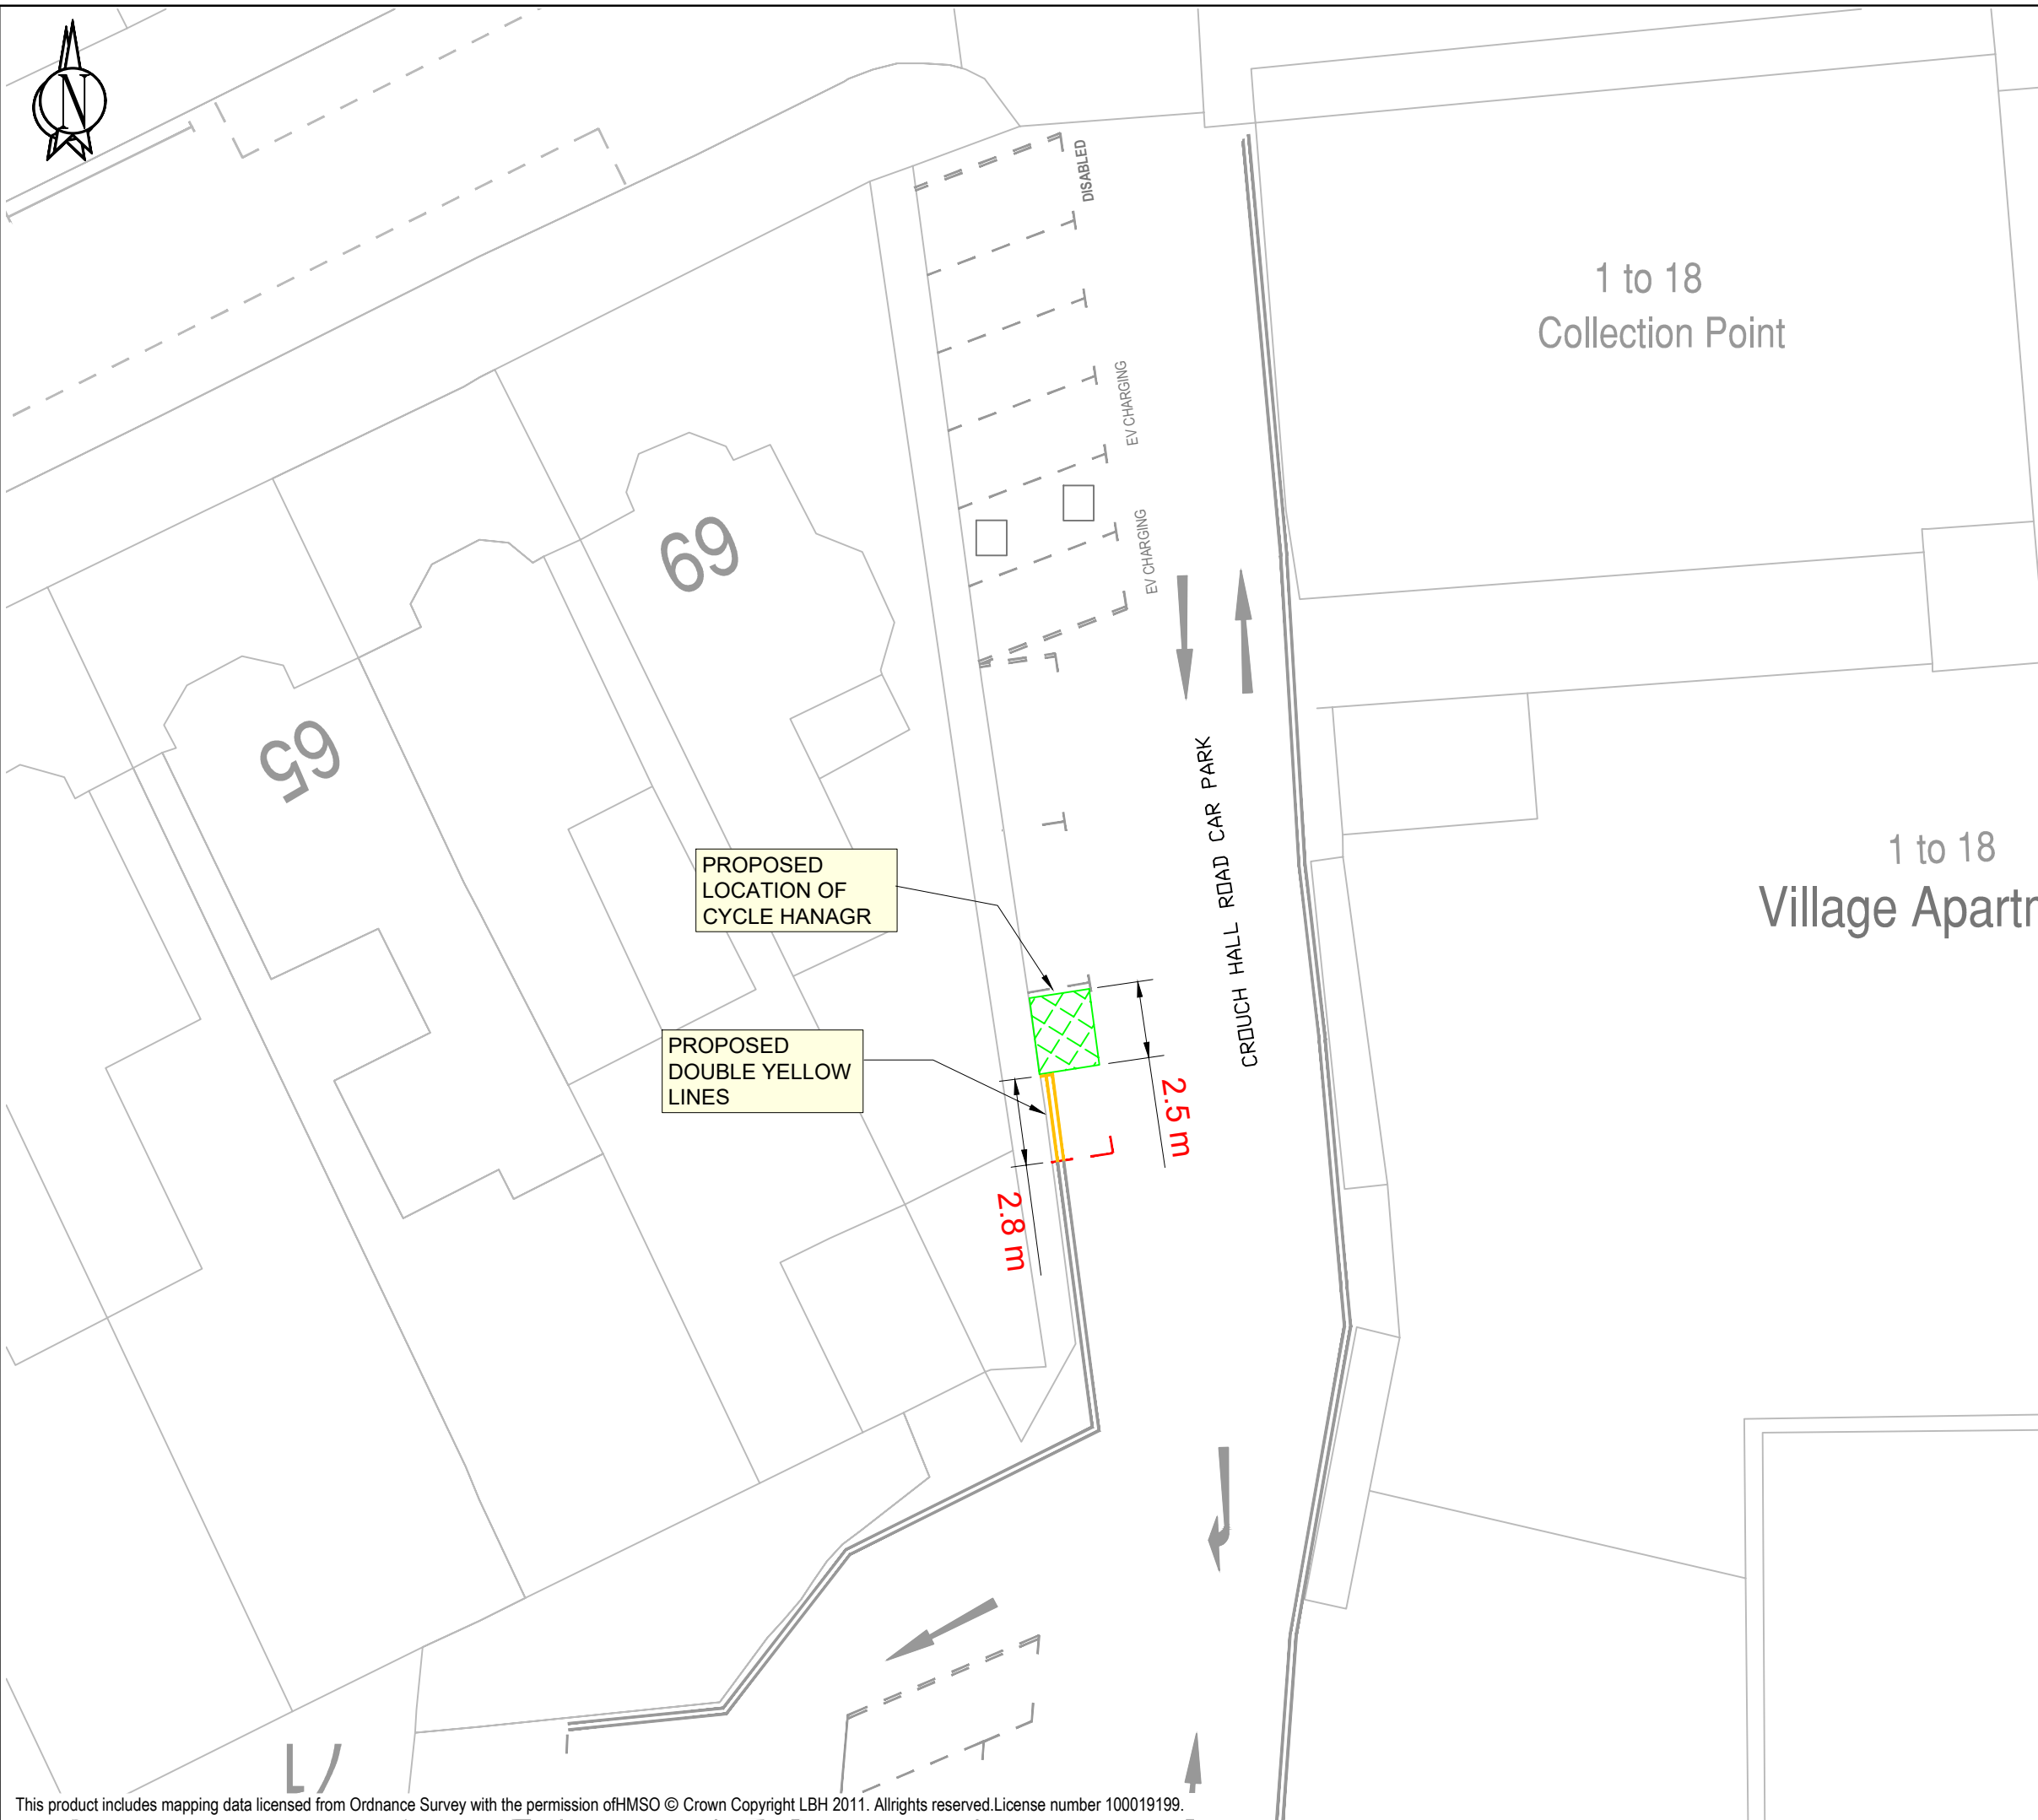 N
DISABLED
1 to 18
Collection Point
EV CHARGING
EV CHARGING
69
65
CROUCH HALL ROAD CAR PARK
1 to 18
Village Apartm
PROPOSED
LOCATION OF
CYCLE HANAGR
PROPOSED
DOUBLE YELLOW
LINES
2.5 m
2.8 m
This product includes mapping data licensed from Ordnance Survey with the permission ofHMSO © Crown Copyright LBH 2011. Allrights reserved.License number 100019199.